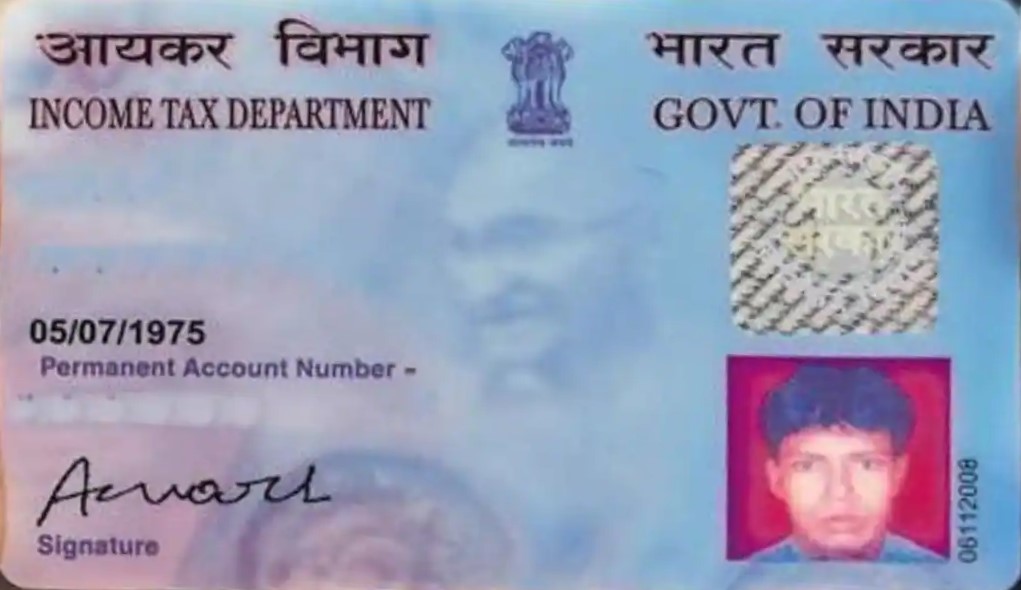 आयकर विभाग
INCOME TAX DEPARTMENT
भारत सरकार
GOVT. OF INDIA
सत्यमेव जयते
भारत
सरकार
05/07/1975
Permanent Account Number -
Signature
06112008